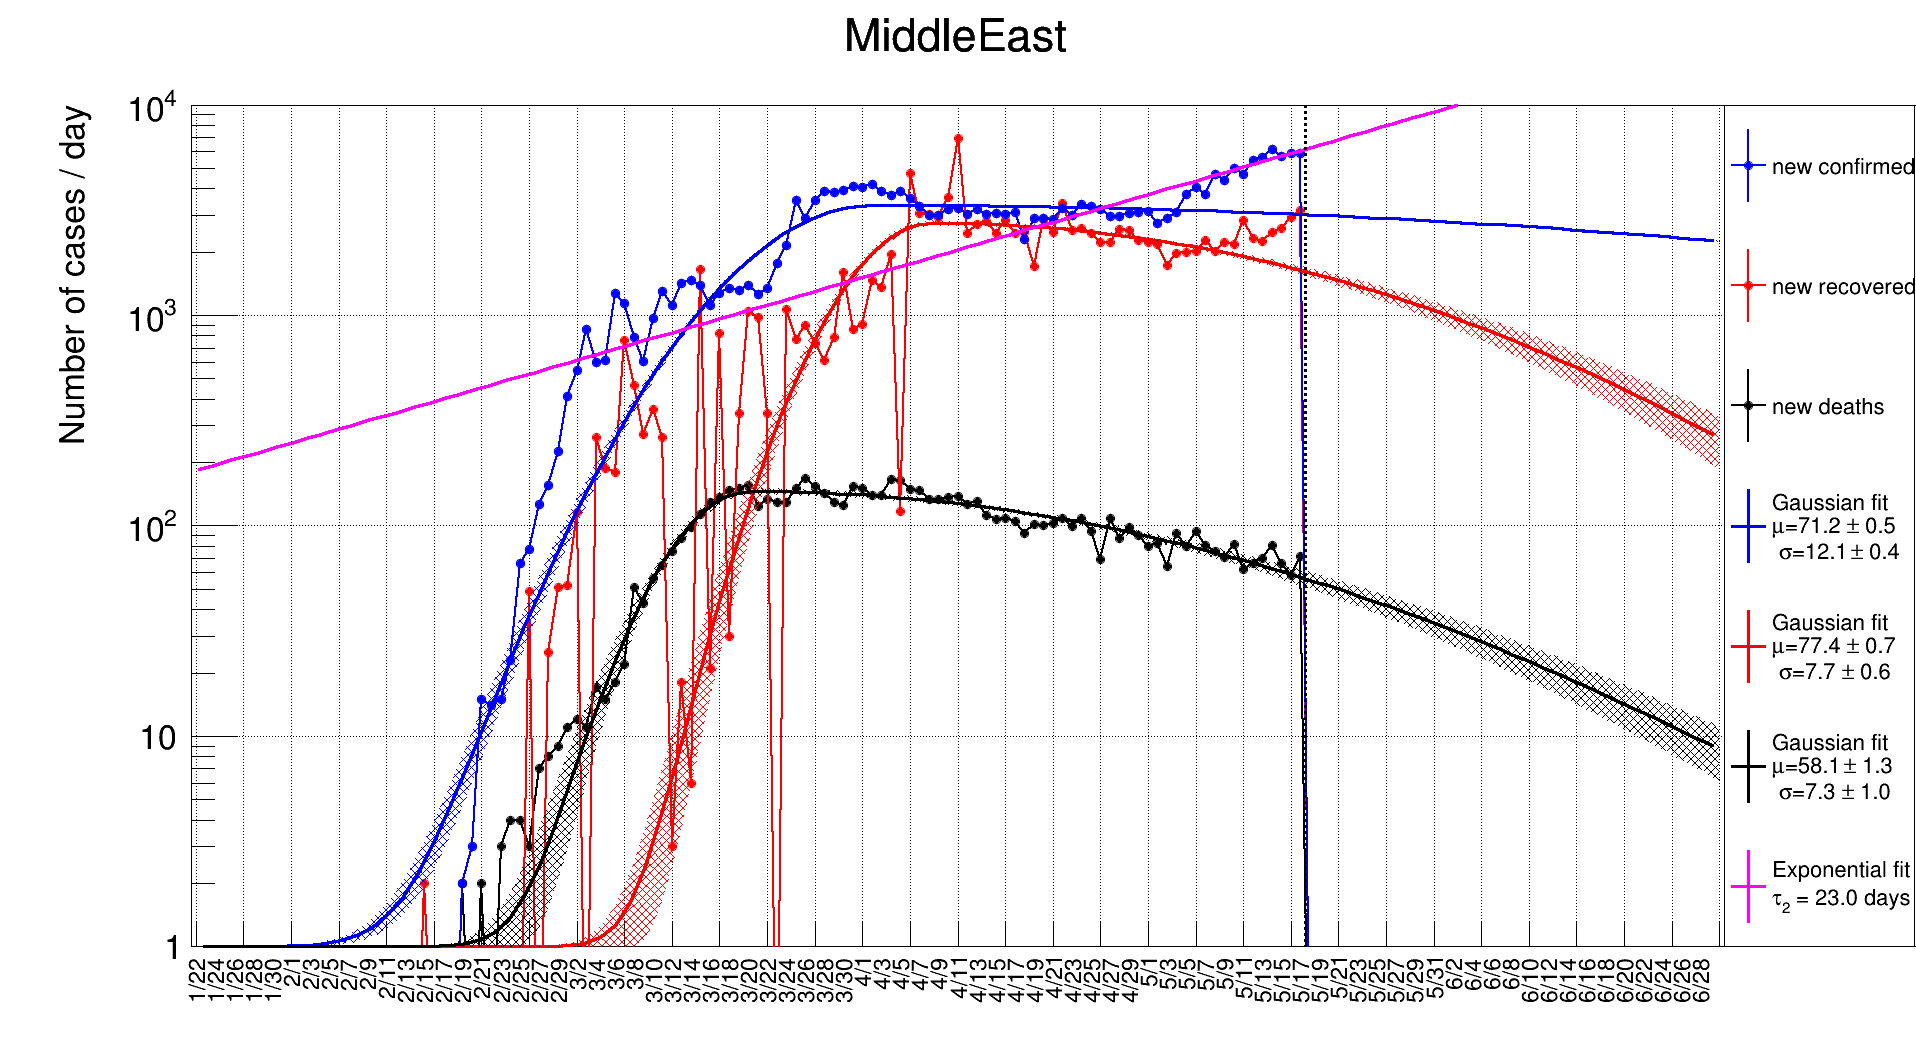 MiddleEast
Number of cases / day
10^4
10^3
10^2
10
1
1/22 1/24 1/26 1/28 1/30 2/1 2/3 2/5 2/7 2/9 2/11 2/13 2/15 2/17 2/19 2/21 2/23 2/25 2/27 2/29 3/2 3/4 3/6 3/8 3/10 3/12 3/14 3/16 3/18 3/20 3/22 3/24 3/26 3/28 3/30 4/1 4/3 4/5 4/7 4/9 4/11 4/13 4/15 4/17 4/19 4/21 4/23 4/25 4/27 4/29 5/1 5/3 5/5 5/7 5/9 5/11 5/13 5/15 5/17 5/19 5/21 5/23 5/25 5/27 5/29 5/31 6/2 6/4 6/6 6/8 6/10 6/12 6/14 6/16 6/18 6/20 6/22 6/24 6/26 6/28
new confirmed
new recovered
new deaths
Gaussian fit
μ=71.2 ± 0.5
σ=12.1 ± 0.4
Gaussian fit
μ=77.4 ± 0.7
σ=7.7 ± 0.6
Gaussian fit
μ=58.1 ± 1.3
σ=7.3 ± 1.0
Exponential fit
τ₂ = 23.0 days